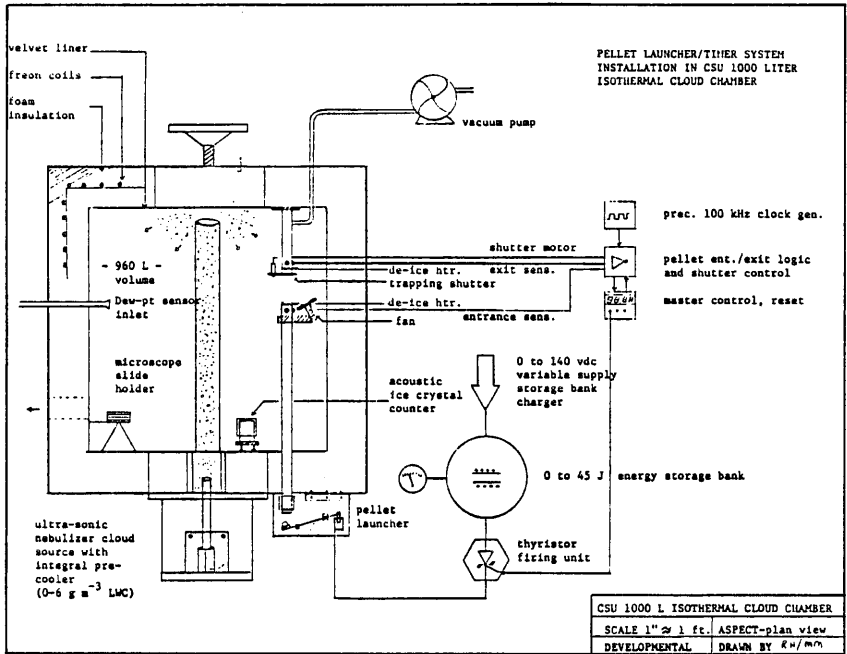 PELLET LAUNCHER/TIMER SYSTEM
INSTALLATION IN CSU 1000 LITER
ISOTHERMAL CLOUD CHAMBER
velvet liner
freon coils
foam
insulation
vacuum pump
prec. 100 kHz clock gen.
shutter motor
pellet ent./exit logic
and shutter control
de-ice htr.
exit sens.
trapping shutter
master control, reset
- 960 L -
volume
Dew-pt sensor
inlet
de-ice htr.
entrance sens.
fan
microscope
slide
holder
acoustic
ice crystal
counter
0 to 140 vdc
variable supply
storage bank
charger
0 to 45 J energy storage bank
pellet
launcher
thyristor
firing unit
ultra-sonic
nebulizer cloud
source with
integral pre-
cooler
(0-6 g m⁻³ LWC)
CSU 1000 L ISOTHERMAL CLOUD CHAMBER
SCALE 1" ≈ 1 ft. ASPECT-plan view
DEVELOPMENTAL DRAWN BY RH/mm